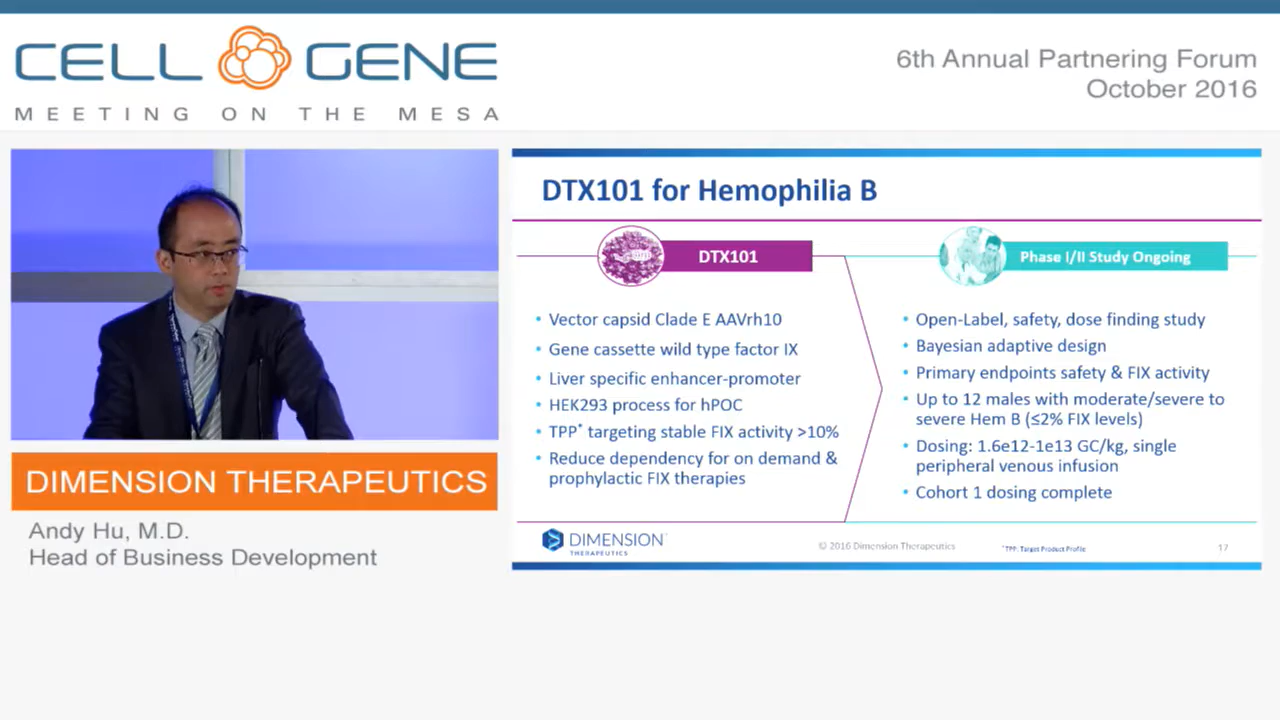 CELL GENE
MEETING ON THE MESA
6th Annual Partnering Forum
October 2016
DIMENSION THERAPEUTICS
Andy Hu, M.D.
Head of Business Development
DTX101 for Hemophilia B
DTX101
• Vector capsid Clade E AAVrh10
• Gene cassette wild type factor IX
• Liver specific enhancer-promoter
• HEK293 process for hPOC
• TPP* targeting stable FIX activity >10%
• Reduce dependency for on demand &
prophylactic FIX therapies
Phase I/II Study Ongoing
• Open-Label, safety, dose finding study
• Bayesian adaptive design
• Primary endpoints safety & FIX activity
• Up to 12 males with moderate/severe to
severe Hem B (≤2% FIX levels)
• Dosing: 1.6e12-1e13 GC/kg, single
peripheral venous infusion
• Cohort 1 dosing complete
DIMENSION
THERAPEUTICS
© 2016 Dimension Therapeutics
*TPP: Target Product Profile
17